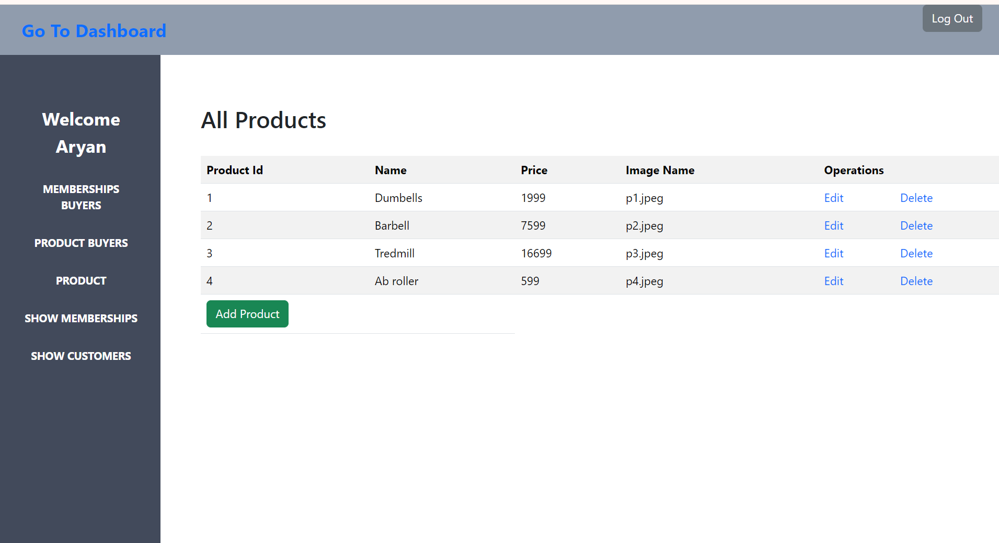 Go To Dashboard
Log Out
Welcome
Aryan
MEMBERSHIPS
BUYERS
PRODUCT BUYERS
PRODUCT
SHOW MEMBERSHIPS
SHOW CUSTOMERS
All Products
Product Id Name Price Image Name Operations
1 Dumbells 1999 p1.jpeg Edit Delete
2 Barbell 7599 p2.jpeg Edit Delete
3 Tredmill 16699 p3.jpeg Edit Delete
4 Ab roller 599 p4.jpeg Edit Delete
Add Product